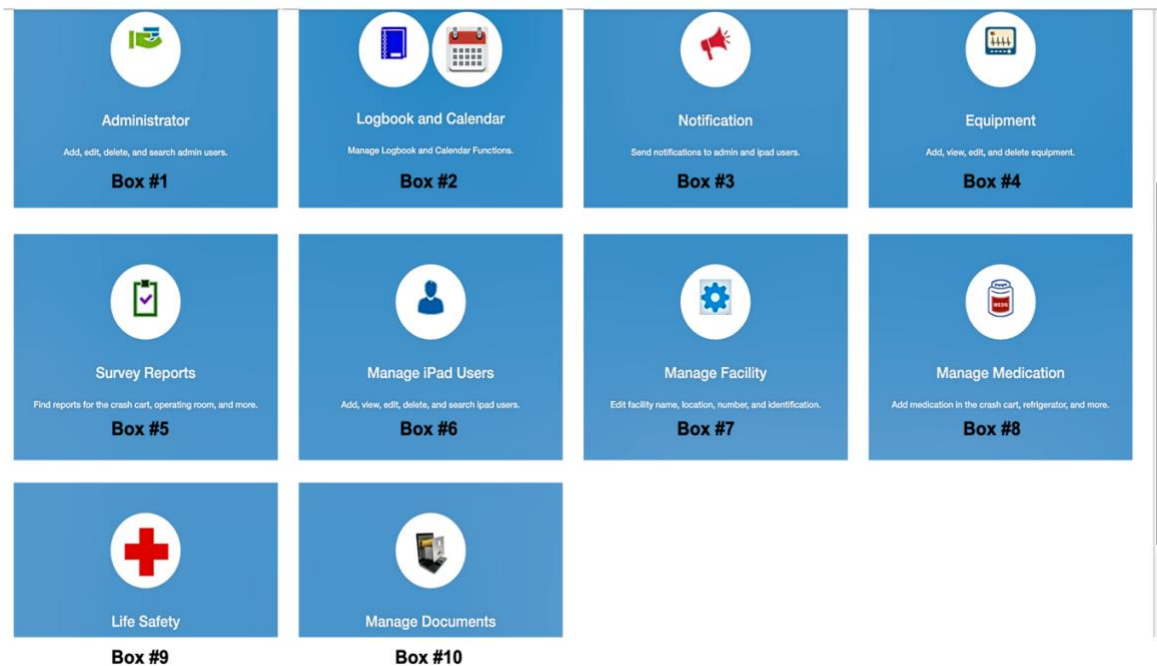 Administrator
Add, edit, delete, and search admin users.
Box #1
Logbook and Calendar
Manage Logbook and Calendar Functions.
Box #2
Notification
Send notifications to admin and ipad users.
Box #3
Equipment
Add, view, edit, and delete equipment.
Box #4
Survey Reports
Find reports for the crash cart, operating room, and more.
Box #5
Manage iPad Users
Add, view, edit, delete, and search ipad users.
Box #6
Manage Facility
Edit facility name, location, number, and identification.
Box #7
MEDS
Manage Medication
Add medication in the crash cart, refrigerator, and more.
Box #8
Life Safety
Box #9
Manage Documents
Box #10